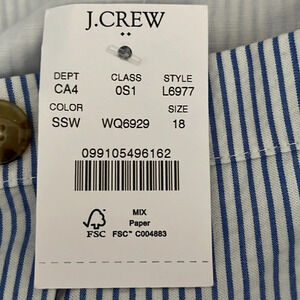 J.CREW
DEPT CLASS STYLE
CA4 0S1 L6977
COLOR SIZE
SSW WQ6929 18
099105496162
FSC
MIX
Paper
FSC™ C004883